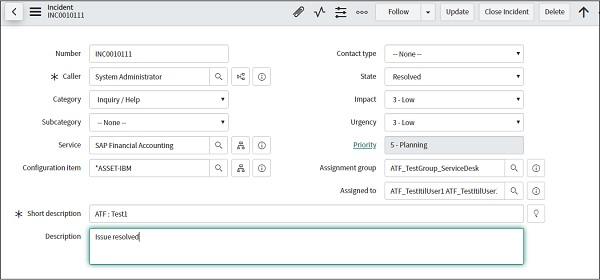 Incident
INC0010111
Follow
Update
Close Incident
Delete
Number INC0010111
Contact type -- None --
Caller System Administrator
State Resolved
Category Inquiry / Help
Impact 3 - Low
Subcategory -- None --
Urgency 3 - Low
Service SAP Financial Accounting
Priority 5 - Planning
Configuration item *ASSET-IBM
Assignment group ATF_TestGroup_ServiceDesk
Assigned to ATF_TestItilUser1 ATF_TestItilUser
Short description ATF : Test1
Description Issue resolved